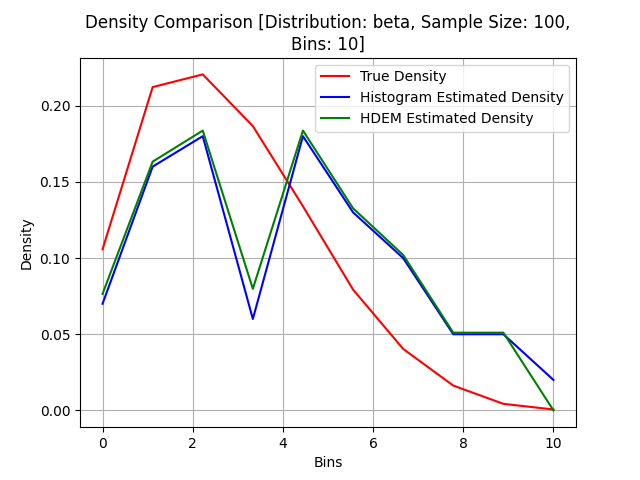 Density Comparison [Distribution: beta, Sample Size: 100,
Bins: 10]
True Density
Histogram Estimated Density
HDEM Estimated Density
0.20
0.15
0.10
0.05
0.00
Density
0 2 4 6 8 10
Bins